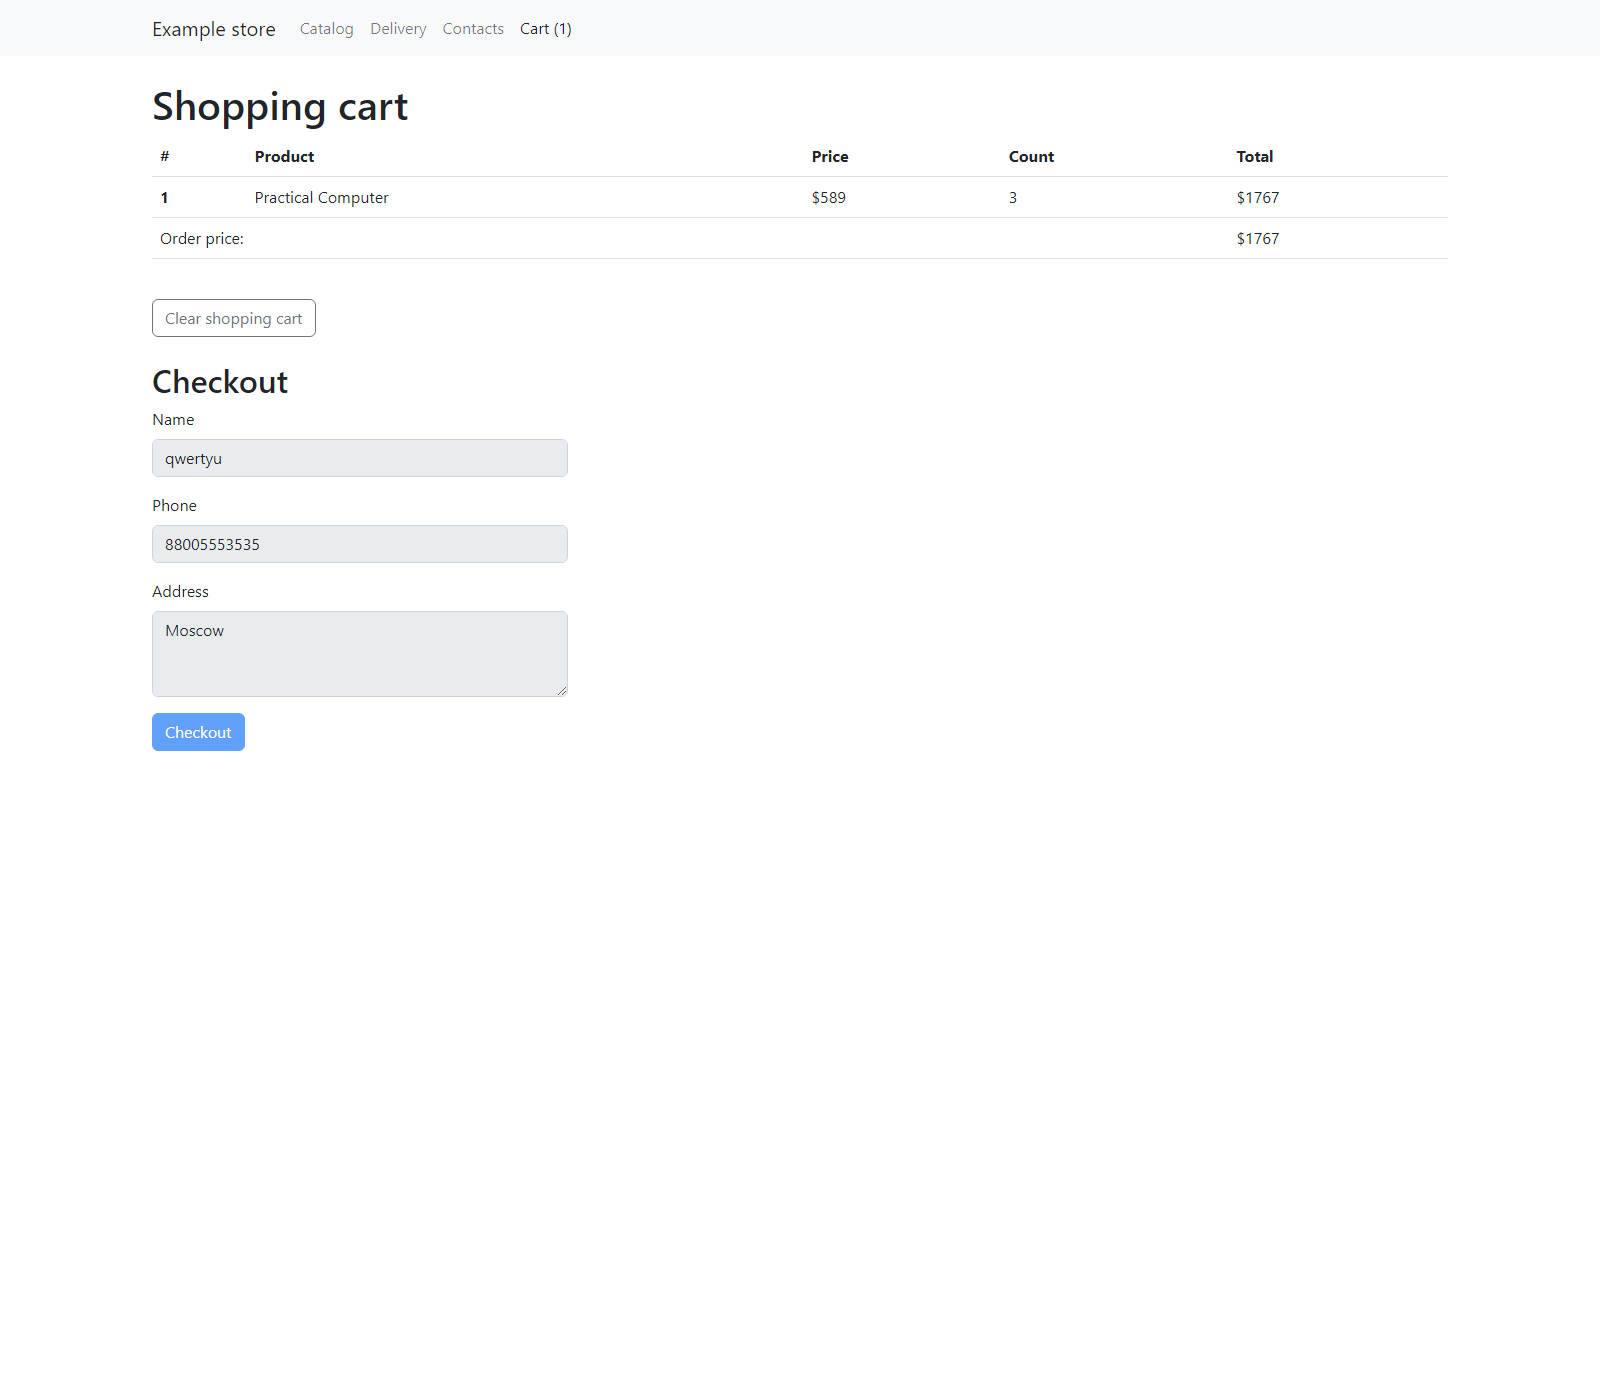 Example store Catalog Delivery Contacts Cart (1)
Shopping cart
# Product Price Count Total
1 Practical Computer $589 3 $1767
Order price: $1767
Clear shopping cart
Checkout
Name
qwertyu
Phone
88005553535
Address
Moscow
Checkout